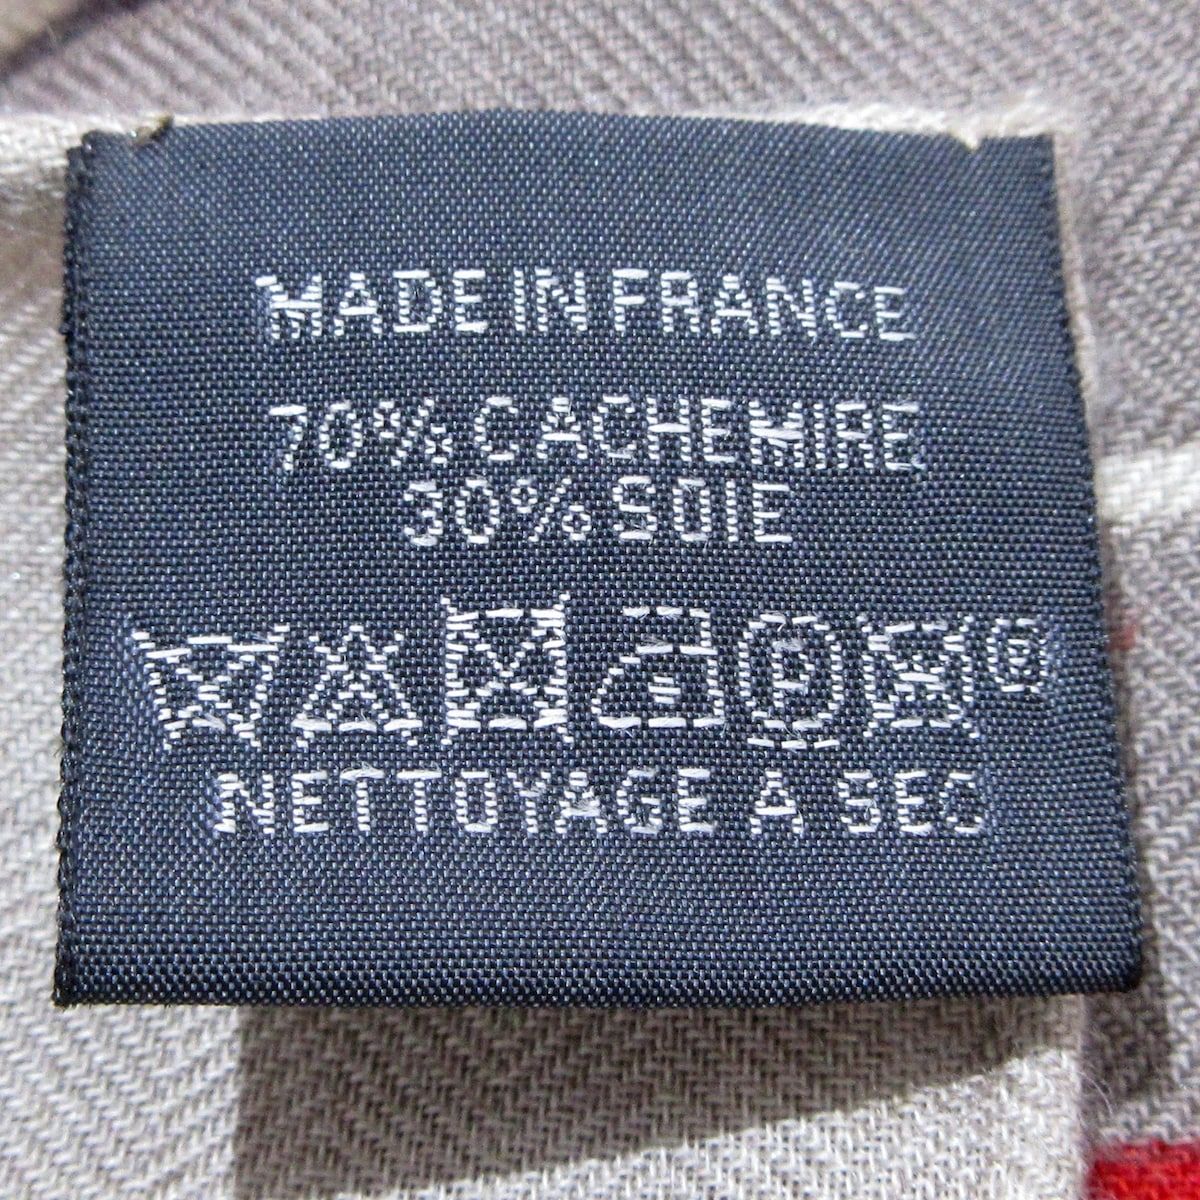 MADE IN FRANCE
70% CACHEMIRE
30% SOIE
P ®
NETTOYAGE A SEC